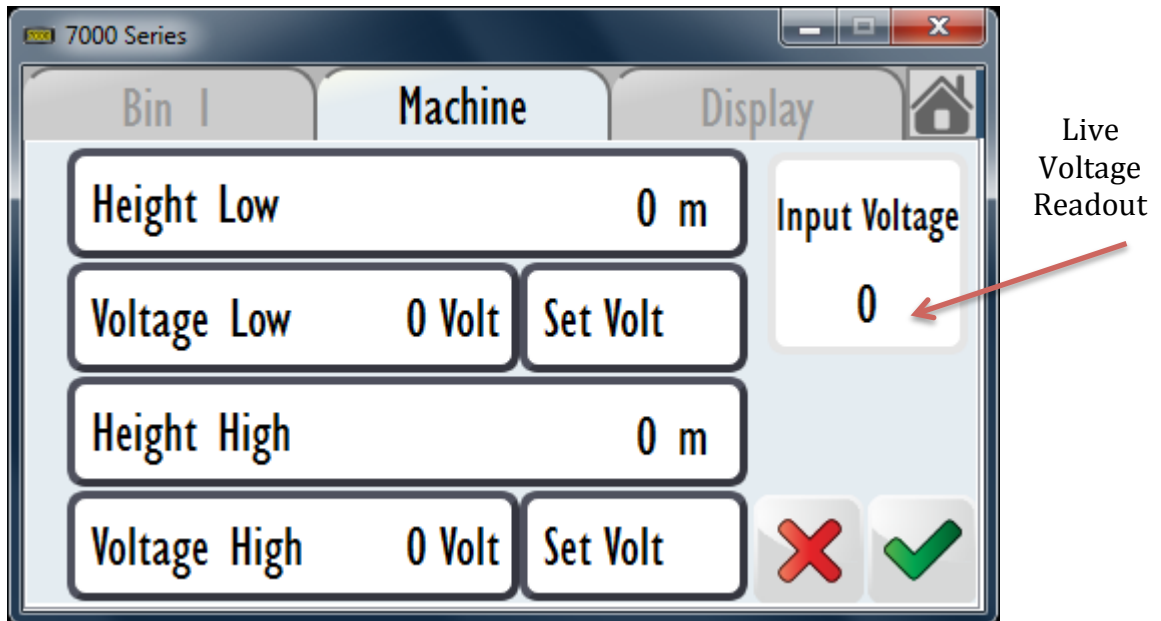 7000 Series
Bin 1 Machine Display
Height Low 0 m
Input Voltage
0
Voltage Low 0 Volt Set Volt
Height High 0 m
Voltage High 0 Volt Set Volt
Live
Voltage
Readout